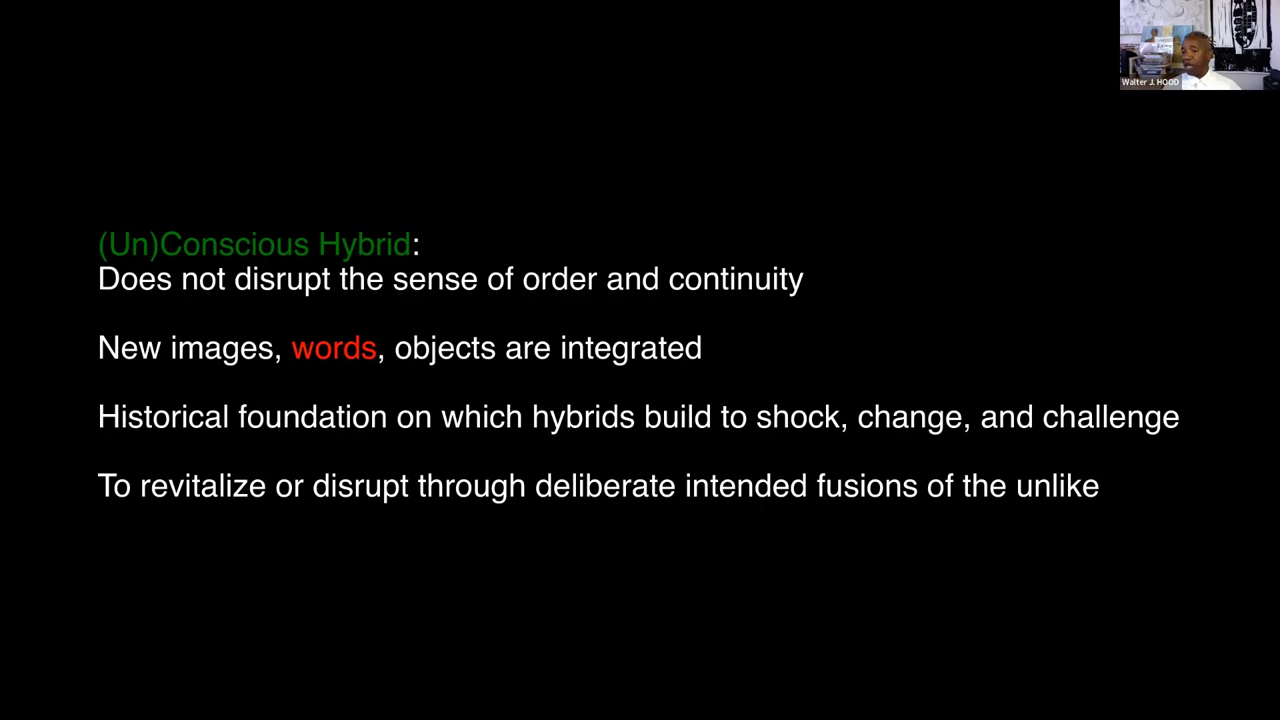 Walter J. HOOD
(Un)Conscious Hybrid:
Does not disrupt the sense of order and continuity
New images, words, objects are integrated
Historical foundation on which hybrids build to shock, change, and challenge
To revitalize or disrupt through deliberate intended fusions of the unlike